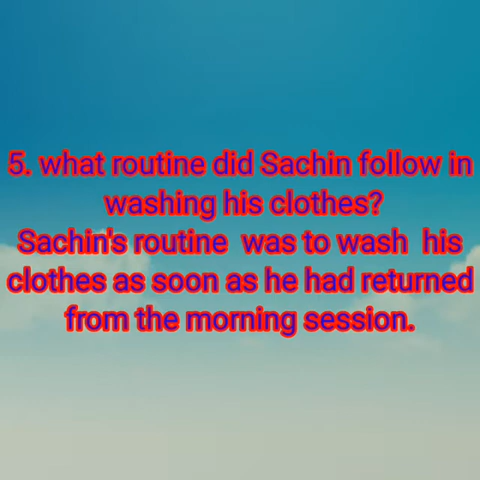 5. what routine did Sachin follow in
washing his clothes?
Sachin's routine was to wash his
clothes as soon as he had returned
from the morning session.